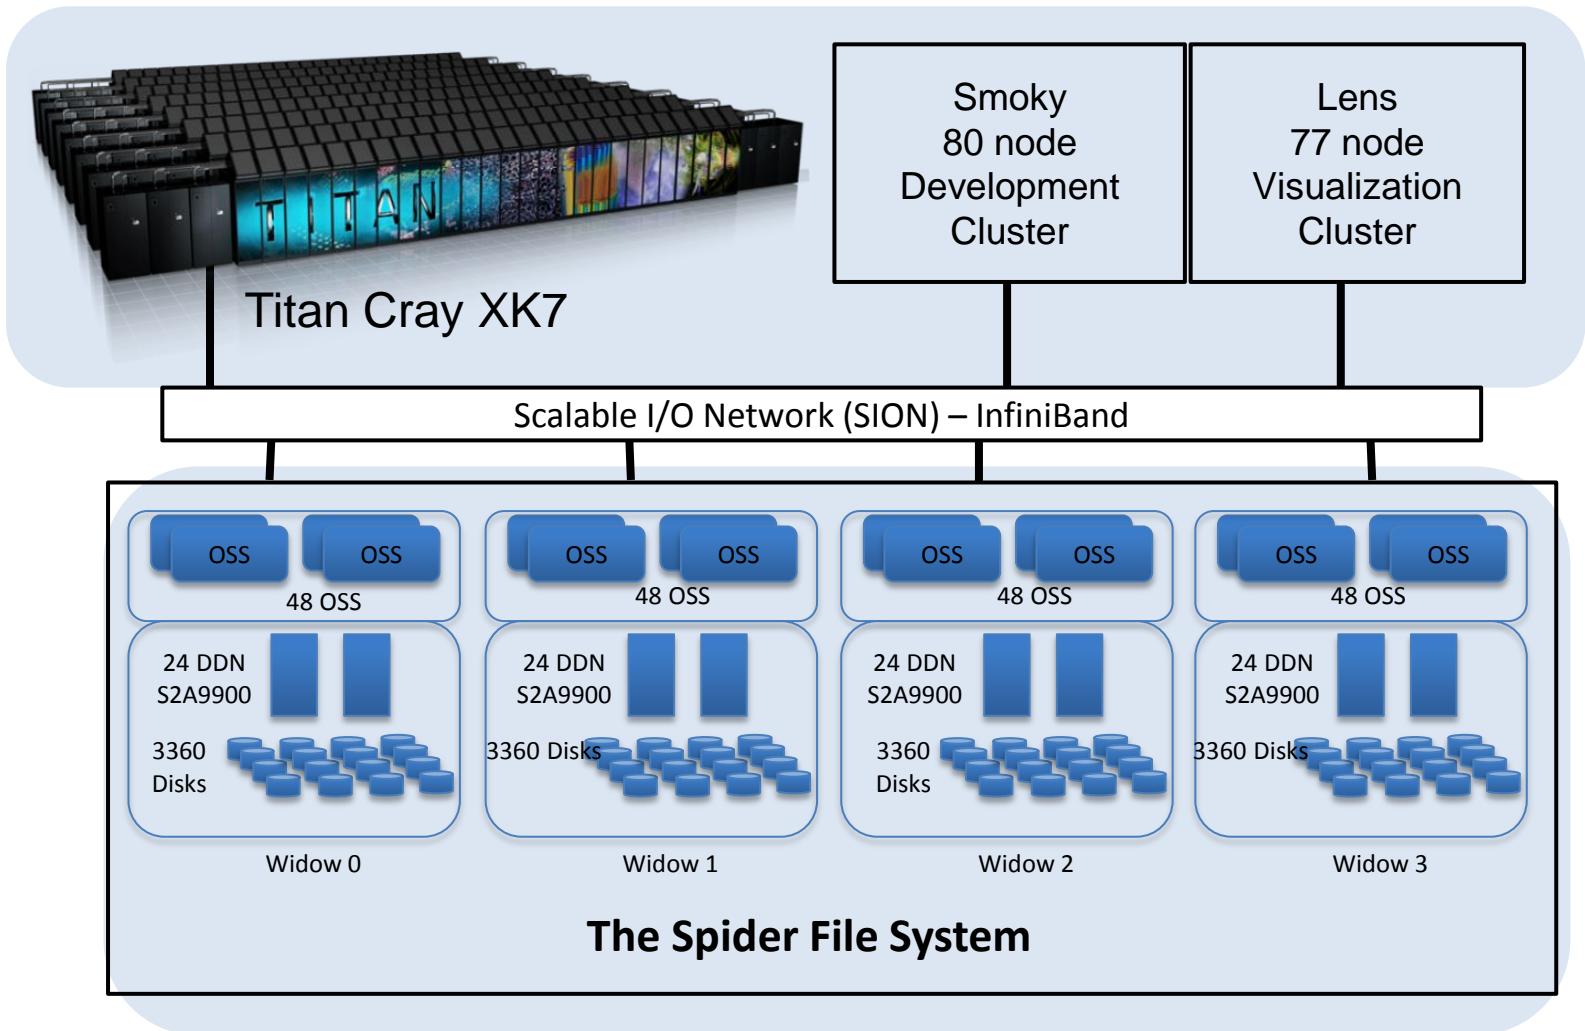 TITAN
Titan Cray XK7
Smoky
80 node
Development
Cluster
Lens
77 node
Visualization
Cluster
Scalable I/O Network (SION) – InfiniBand
OSS
OSS
48 OSS
24 DDN
S2A9900
3360
Disks
Widow 0
OSS
OSS
48 OSS
24 DDN
S2A9900
3360 Disks
Widow 1
OSS
OSS
48 OSS
24 DDN
S2A9900
3360
Disks
Widow 2
OSS
OSS
48 OSS
24 DDN
S2A9900
3360 Disks
Widow 3
The Spider File System